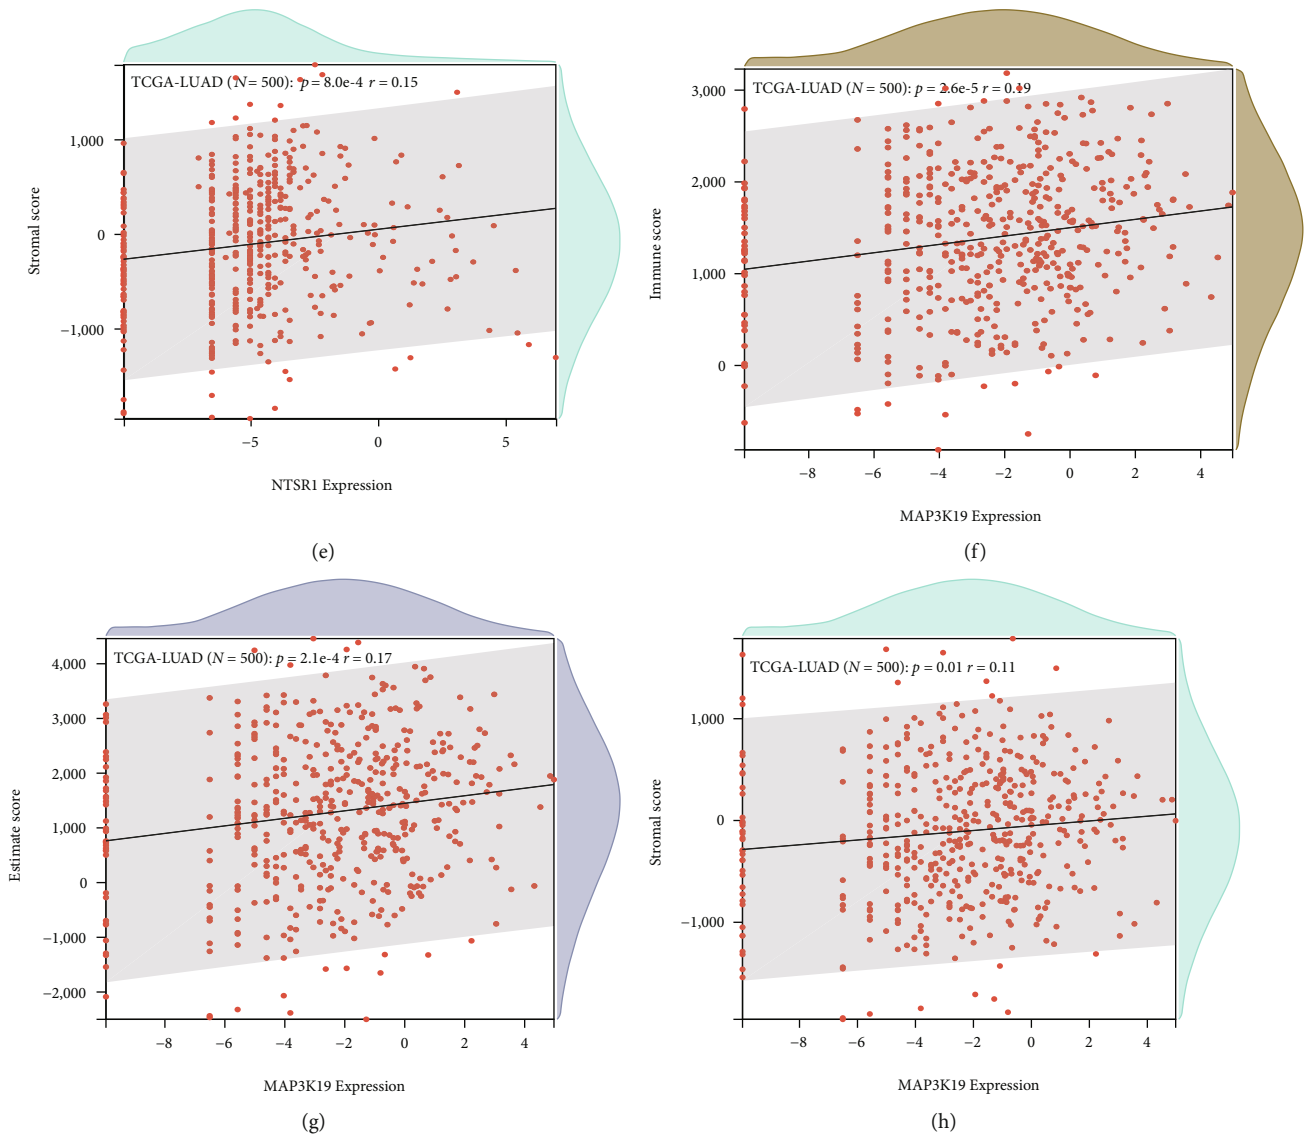 TCGA-LUAD (N = 500): p = 8.0e-4 r = 0.15
1,000
0
−1,000
Stromal score
−5
0
5
NTSR1 Expression
(e)
TCGA-LUAD (N = 500): p = 2.6e-5 r = 0.19
3,000
2,000
1,000
0
Immune score
−8
−6
−4
−2
0
2
4
MAP3K19 Expression
(f)
TCGA-LUAD (N = 500): p = 2.1e-4 r = 0.17
4,000
3,000
2,000
1,000
0
−1,000
−2,000
Estimate score
−8
−6
−4
−2
0
2
4
MAP3K19 Expression
(g)
TCGA-LUAD (N = 500): p = 0.01 r = 0.11
1,000
0
−1,000
Stromal score
−8
−6
−4
−2
0
2
4
MAP3K19 Expression
(h)